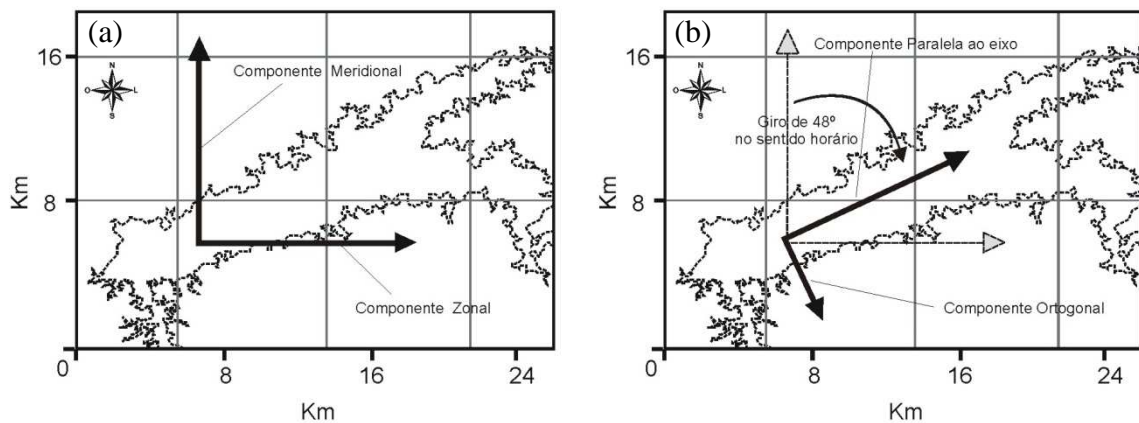 (a)
16
N
O
L
S
Componente Meridional
Km
8
Componente Zonal
0
8
16
24
Km
(b)
16
N
O
L
S
Componente Paralela ao eixo
Giro de 48º
no sentido horário
Km
8
Componente Ortogonal
0
8
16
24
Km